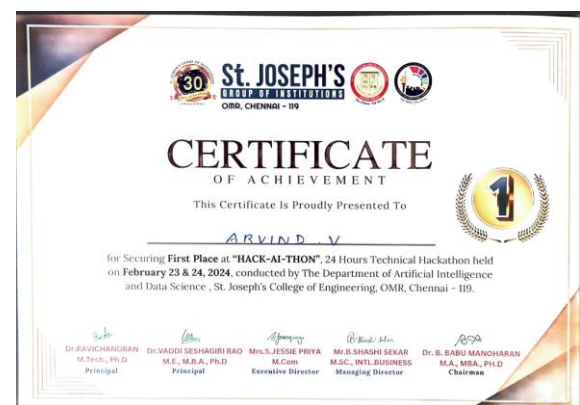 30
St. JOSEPH'S
GROUP OF INSTITUTIONS
OMR, CHENNAI - 119
CERTIFICATE
OF ACHIEVEMENT
This Certificate Is Proudly Presented To
1
ARVIND V
for Securing First Place at "HACK-AI-THON", 24 Hours Technical Hackathon held
on February 23 & 24, 2024, conducted by The Department of Artificial Intelligence
and Data Science , St. Joseph's College of Engineering, OMR, Chennai - 119.
Dr.RAVICHANDRAN
M.Tech., Ph.D
Principal
Dr.VADDI SESHAGIRI RAO
M.E., M.B.A., Ph.D
Principal
Mrs.S.JESSIE PRIYA
M.Com
Executive Director
Mr.B.SHASHI SEKAR
M.SC., INTL.BUSINESS
Managing Director
Dr. B. BABU MANOHARAN
M.A., MBA., PH.D
Chairman